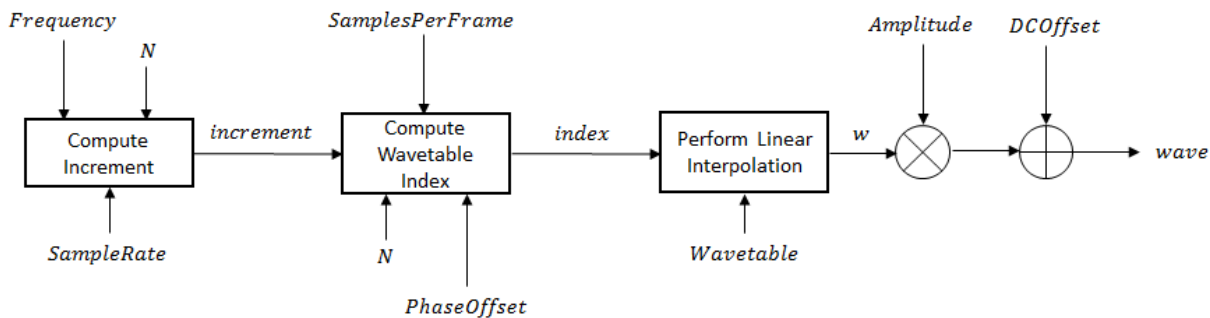 Frequency
N
SamplesPerFrame
Amplitude
DCOffset
Compute
Increment
increment
Compute
Wavetable
Index
index
Perform Linear
Interpolation
w
wave
SampleRate
N
PhaseOffset
Wavetable